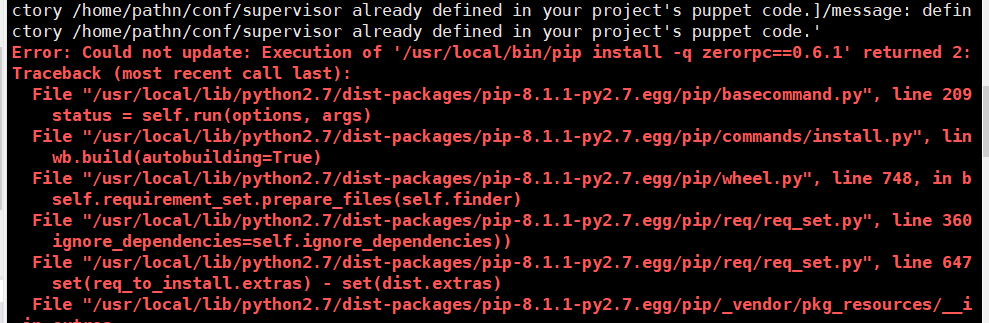 ctory /home/pathn/conf/supervisor already defined in your project's puppet code.]/message: defin
ctory /home/pathn/conf/supervisor already defined in your project's puppet code.'
Error: Could not update: Execution of '/usr/local/bin/pip install -q zerorpc==0.6.1' returned 2:
Traceback (most recent call last):
  File "/usr/local/lib/python2.7/dist-packages/pip-8.1.1-py2.7.egg/pip/basecommand.py", line 209
    status = self.run(options, args)
  File "/usr/local/lib/python2.7/dist-packages/pip-8.1.1-py2.7.egg/pip/commands/install.py", lin
    wb.build(autobuilding=True)
  File "/usr/local/lib/python2.7/dist-packages/pip-8.1.1-py2.7.egg/pip/wheel.py", line 748, in b
    self.requirement_set.prepare_files(self.finder)
  File "/usr/local/lib/python2.7/dist-packages/pip-8.1.1-py2.7.egg/pip/req/req_set.py", line 360
    ignore_dependencies=self.ignore_dependencies))
  File "/usr/local/lib/python2.7/dist-packages/pip-8.1.1-py2.7.egg/pip/req/req_set.py", line 647
    set(req_to_install.extras) - set(dist.extras)
  File "/usr/local/lib/python2.7/dist-packages/pip-8.1.1-py2.7.egg/pip/_vendor/pkg_resources/__i